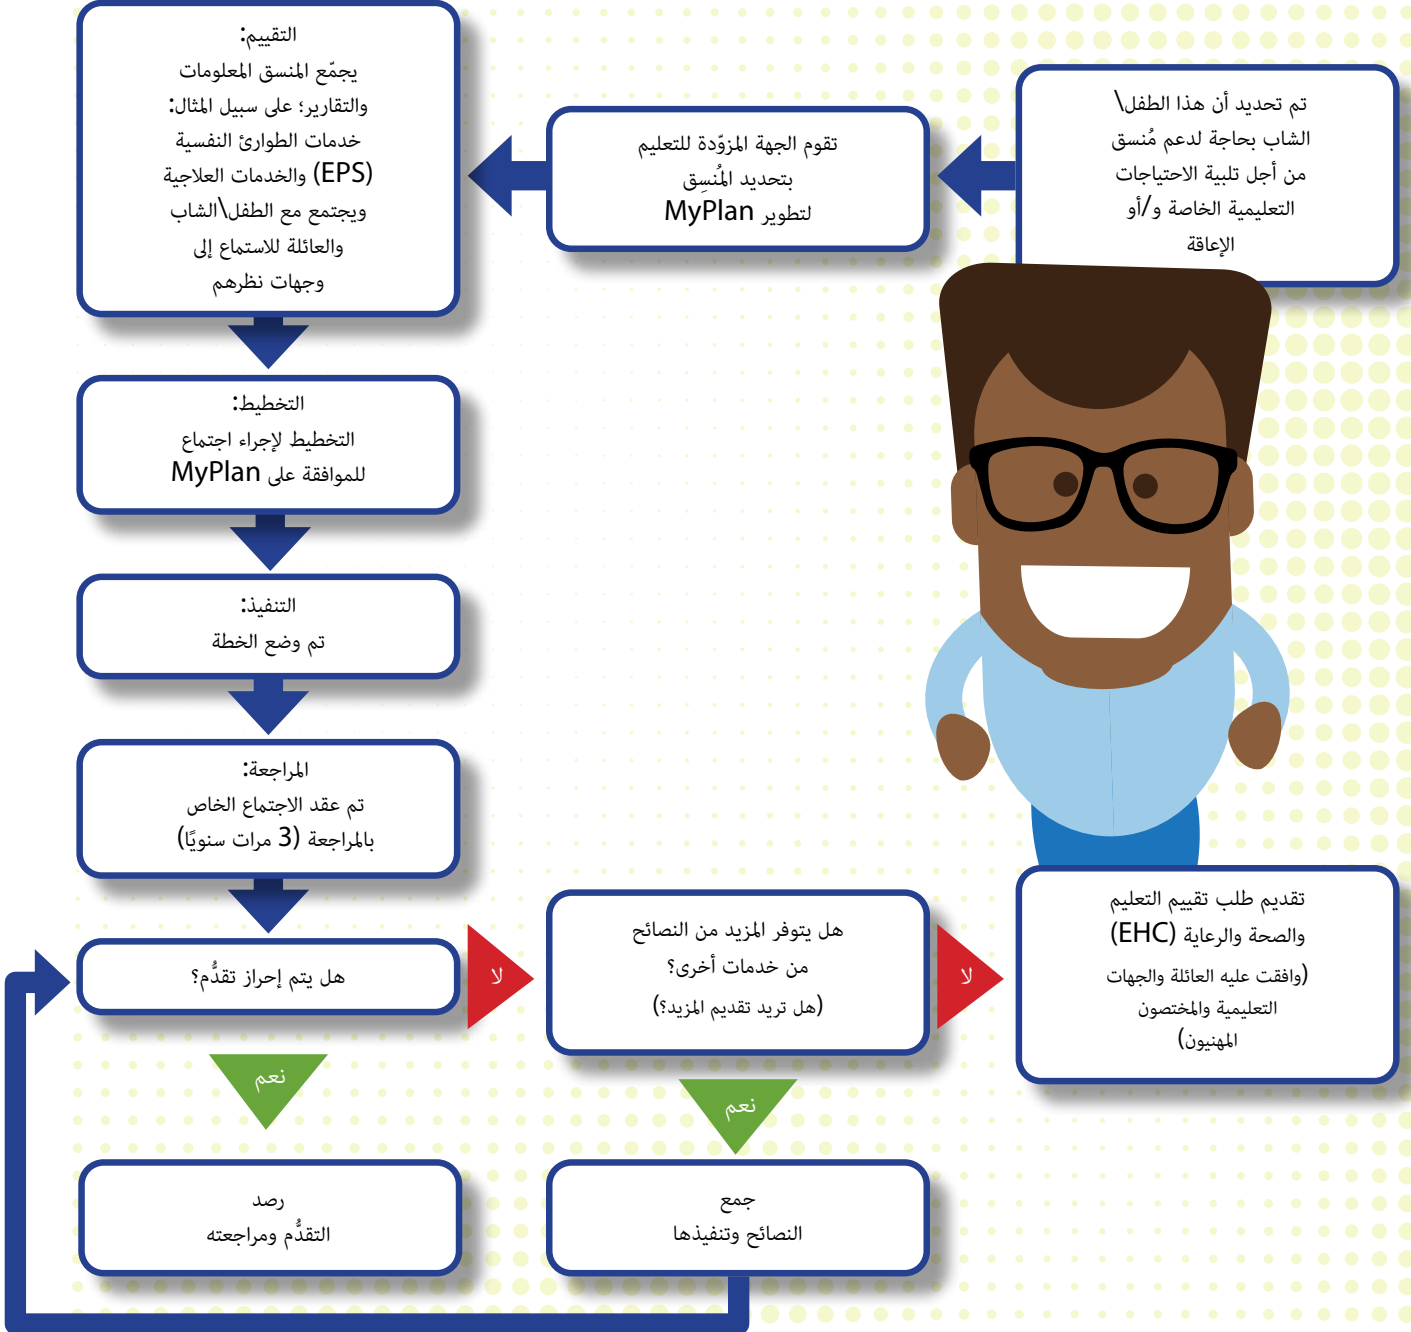 تم تحديد أن هذا الطفل\
الشاب بحاجة لدعم مُنسق
من أجل تلبية الاحتياجات
التعليمية الخاصة و/أو
الإعاقة
تقوم الجهة المزوّدة للتعليم
بتحديد المُنسِق
لتطوير MyPlan
التقييم:
يجمّع المنسق المعلومات
والتقارير؛ على سبيل المثال:
خدمات الطوارئ النفسية
(EPS) والخدمات العلاجية
ويجتمع مع الطفل\الشاب
والعائلة للاستماع إلى
وجهات نظرهم
التخطيط:
التخطيط لإجراء اجتماع
للموافقة على MyPlan
التنفيذ:
تم وضع الخطة
المراجعة:
تم عقد الاجتماع الخاص
بالمراجعة (3 مرات سنويًا)
هل يتم إحراز تقدُّم؟
لا
هل يتوفر المزيد من النصائح
من خدمات أخرى؟
(هل تريد تقديم المزيد؟)
لا
تقديم طلب تقييم التعليم
والصحة والرعاية (EHC)
(وافقت عليه العائلة والجهات
التعليمية والمختصون
المهنيون)
نعم
نعم
رصد
التقدُّم ومراجعته
جمع
النصائح وتنفيذها